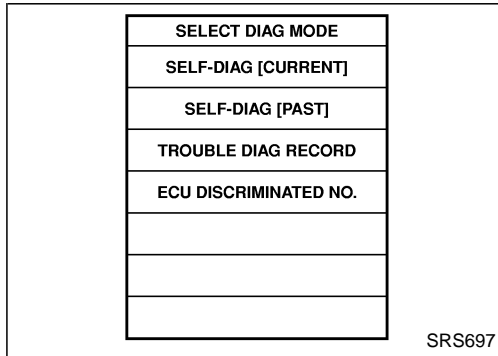 SELECT DIAG MODE
SELF-DIAG [CURRENT]
SELF-DIAG [PAST]
TROUBLE DIAG RECORD
ECU DISCRIMINATED NO.
SRS697